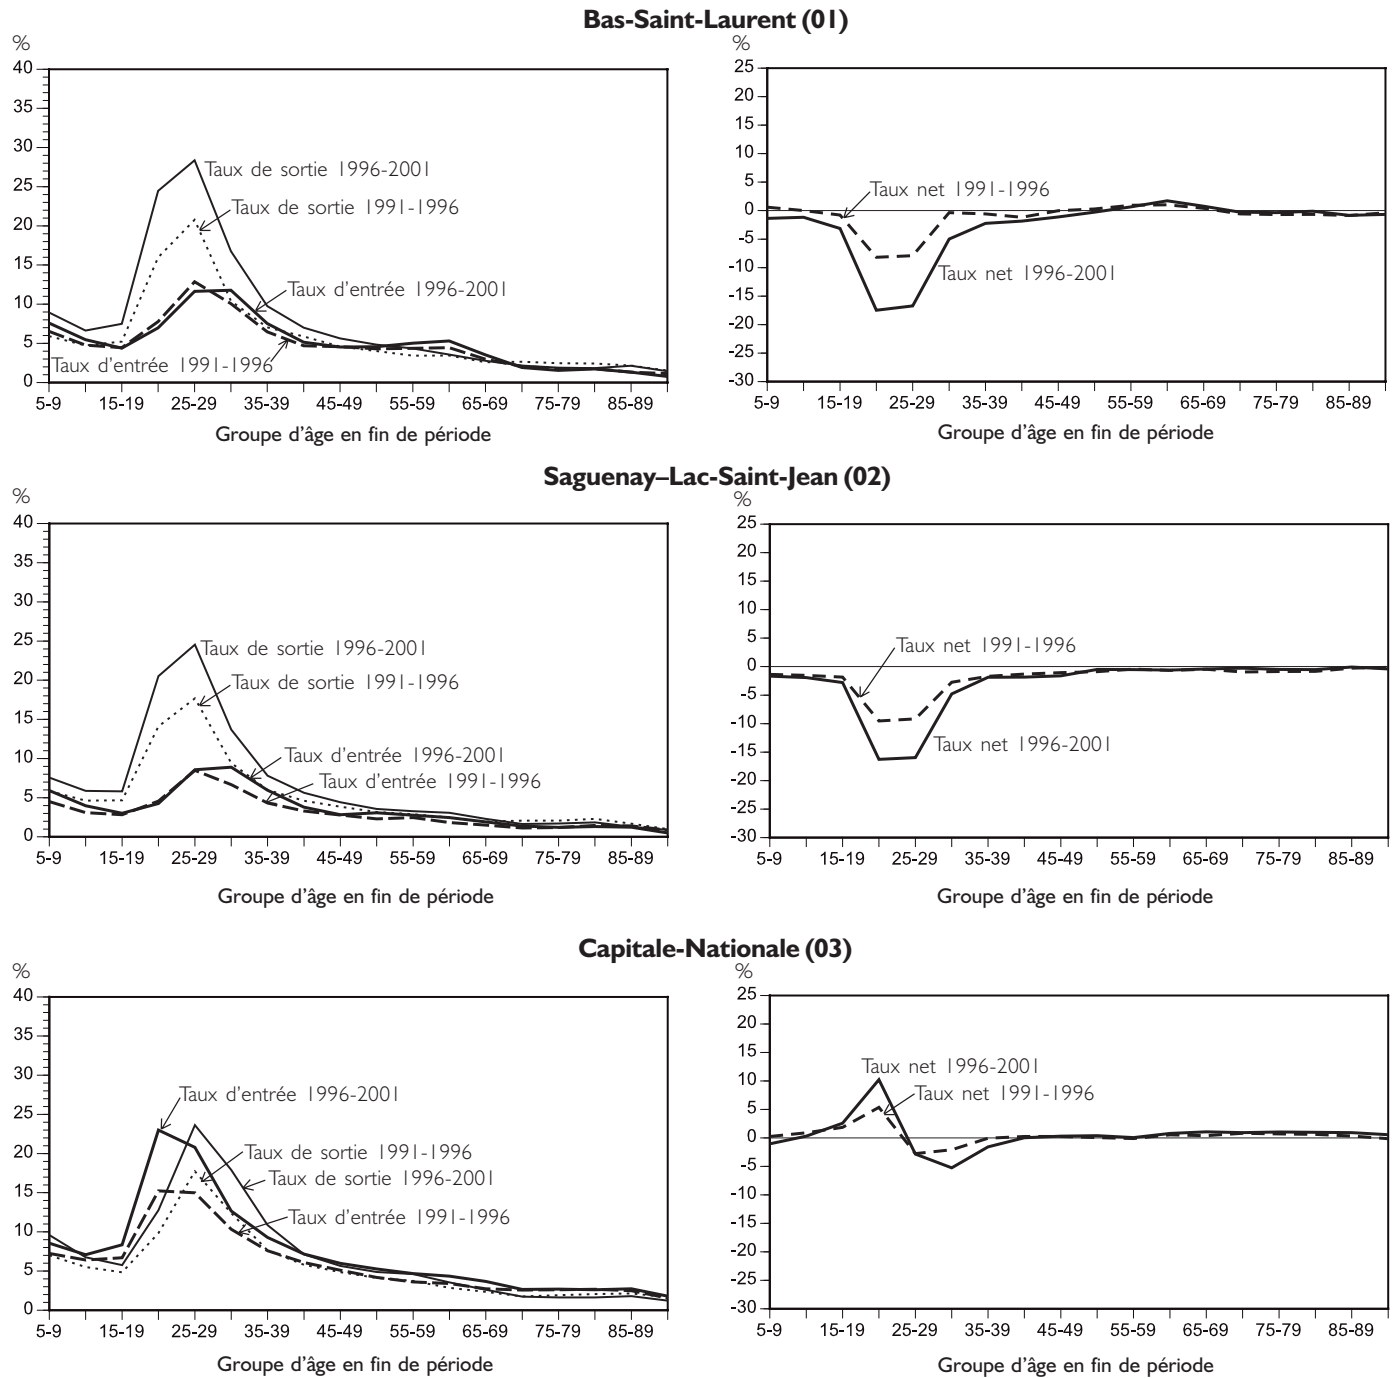 Bas-Saint-Laurent (01)
%
40
35
30
25
20
15
10
5
0
Taux de sortie 1996-2001
Taux de sortie 1991-1996
Taux d'entrée 1996-2001
Taux d'entrée 1991-1996
5-9 15-19 25-29 35-39 45-49 55-59 65-69 75-79 85-89
Groupe d'âge en fin de période
%
25
20
15
10
5
0
-5
-10
-15
-20
-25
-30
Taux net 1991-1996
Taux net 1996-2001
5-9 15-19 25-29 35-39 45-49 55-59 65-69 75-79 85-89
Groupe d'âge en fin de période
Saguenay–Lac-Saint-Jean (02)
%
40
35
30
25
20
15
10
5
0
Taux de sortie 1996-2001
Taux de sortie 1991-1996
Taux d'entrée 1996-2001
Taux d'entrée 1991-1996
5-9 15-19 25-29 35-39 45-49 55-59 65-69 75-79 85-89
Groupe d'âge en fin de période
%
25
20
15
10
5
0
-5
-10
-15
-20
-25
-30
Taux net 1991-1996
Taux net 1996-2001
5-9 15-19 25-29 35-39 45-49 55-59 65-69 75-79 85-89
Groupe d'âge en fin de période
Capitale-Nationale (03)
%
40
35
30
25
20
15
10
5
0
Taux d'entrée 1996-2001
Taux de sortie 1991-1996
Taux de sortie 1996-2001
Taux d'entrée 1991-1996
5-9 15-19 25-29 35-39 45-49 55-59 65-69 75-79 85-89
Groupe d'âge en fin de période
%
25
20
15
10
5
0
-5
-10
-15
-20
-25
-30
Taux net 1996-2001
Taux net 1991-1996
5-9 15-19 25-29 35-39 45-49 55-59 65-69 75-79 85-89
Groupe d'âge en fin de période